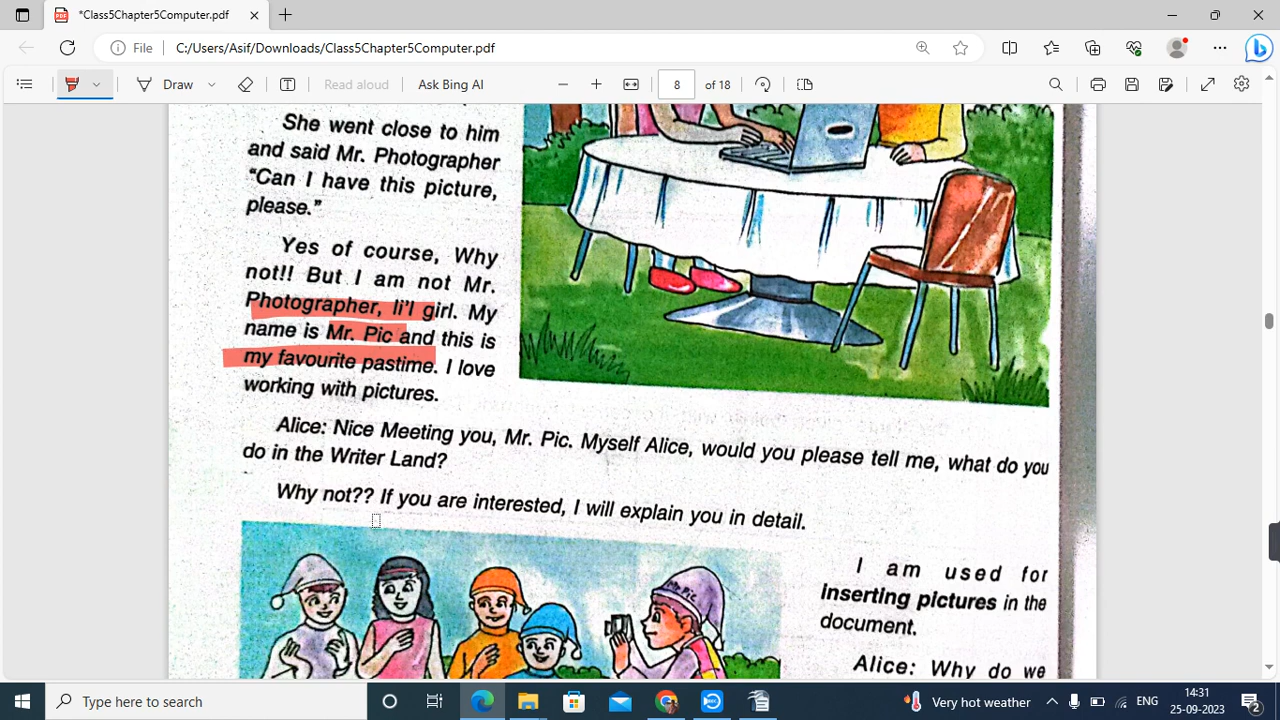 *Class5Chapter5Computer.pdf
File C:/Users/Asif/Downloads/Class5Chapter5Computer.pdf
Draw Read aloud Ask Bing AI 8 of 18
She went close to him
and said Mr. Photographer
"Can I have this picture,
please."
Yes of course, Why
not!! But I am not Mr.
Photographer, li'l girl. My
name is Mr. Pic and this is
my favourite pastime. I love
working with pictures.
Alice: Nice Meeting you, Mr. Pic. Myself Alice, would you please tell me, what do you
do in the Writer Land?
Why not?? If you are interested, I will explain you in detail.
I am used for
Inserting pictures in the
document.
Alice: Why do we
Type here to search
Very hot weather
ENG
14:31
25-09-2023
2